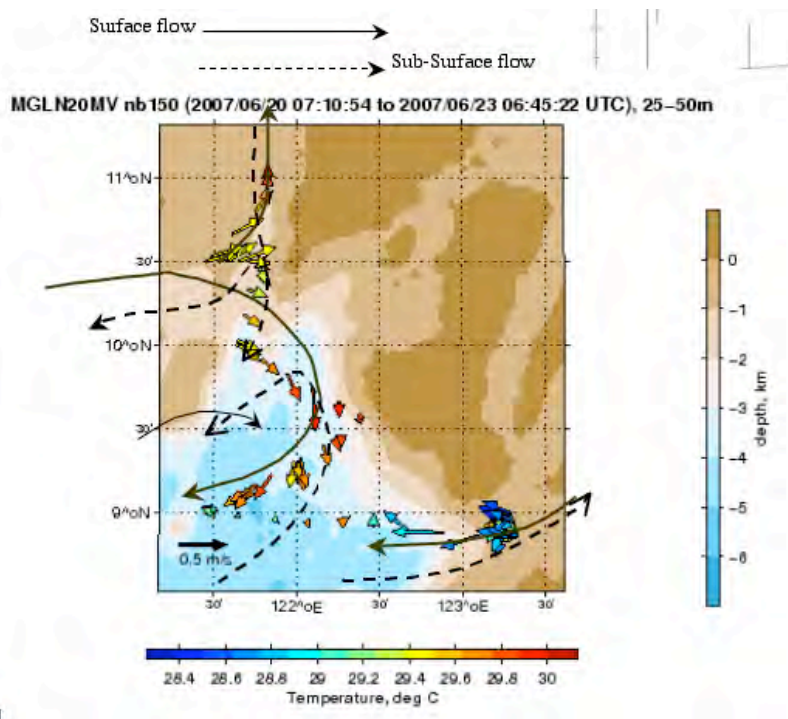 Surface flow
Sub-Surface flow
MGLN20MV nb150 (2007/06/20 07:10:54 to 2007/06/23 06:45:22 UTC), 25-50m
11^oN
30'
10^oN
30'
9^oN
0.5 m/s
30' 122^oE 30' 123^oE 30'
0
-1
-2
-3
-4
-5
-6
depth, km
28.4 28.6 28.8 29 29.2 29.4 29.6 29.8 30
Temperature, deg C